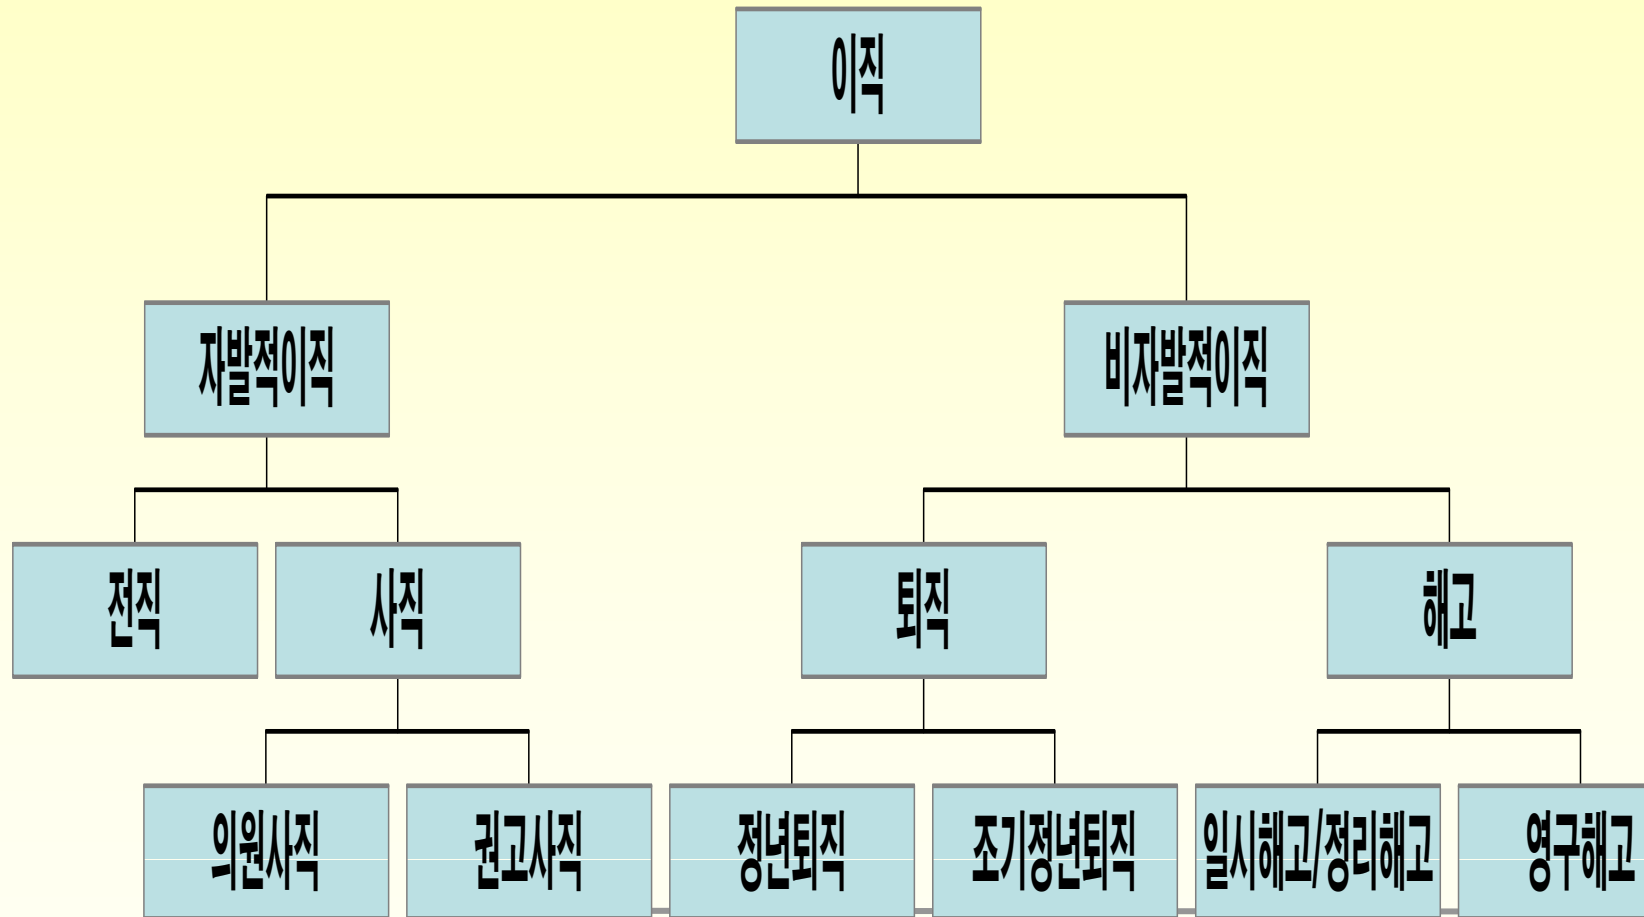 이직
자발적이직
비자발적이직
전직
사직
퇴직
해고
의원사직
권고사직
정년퇴직
조기정년퇴직
일시해고/정리해고
영구해고